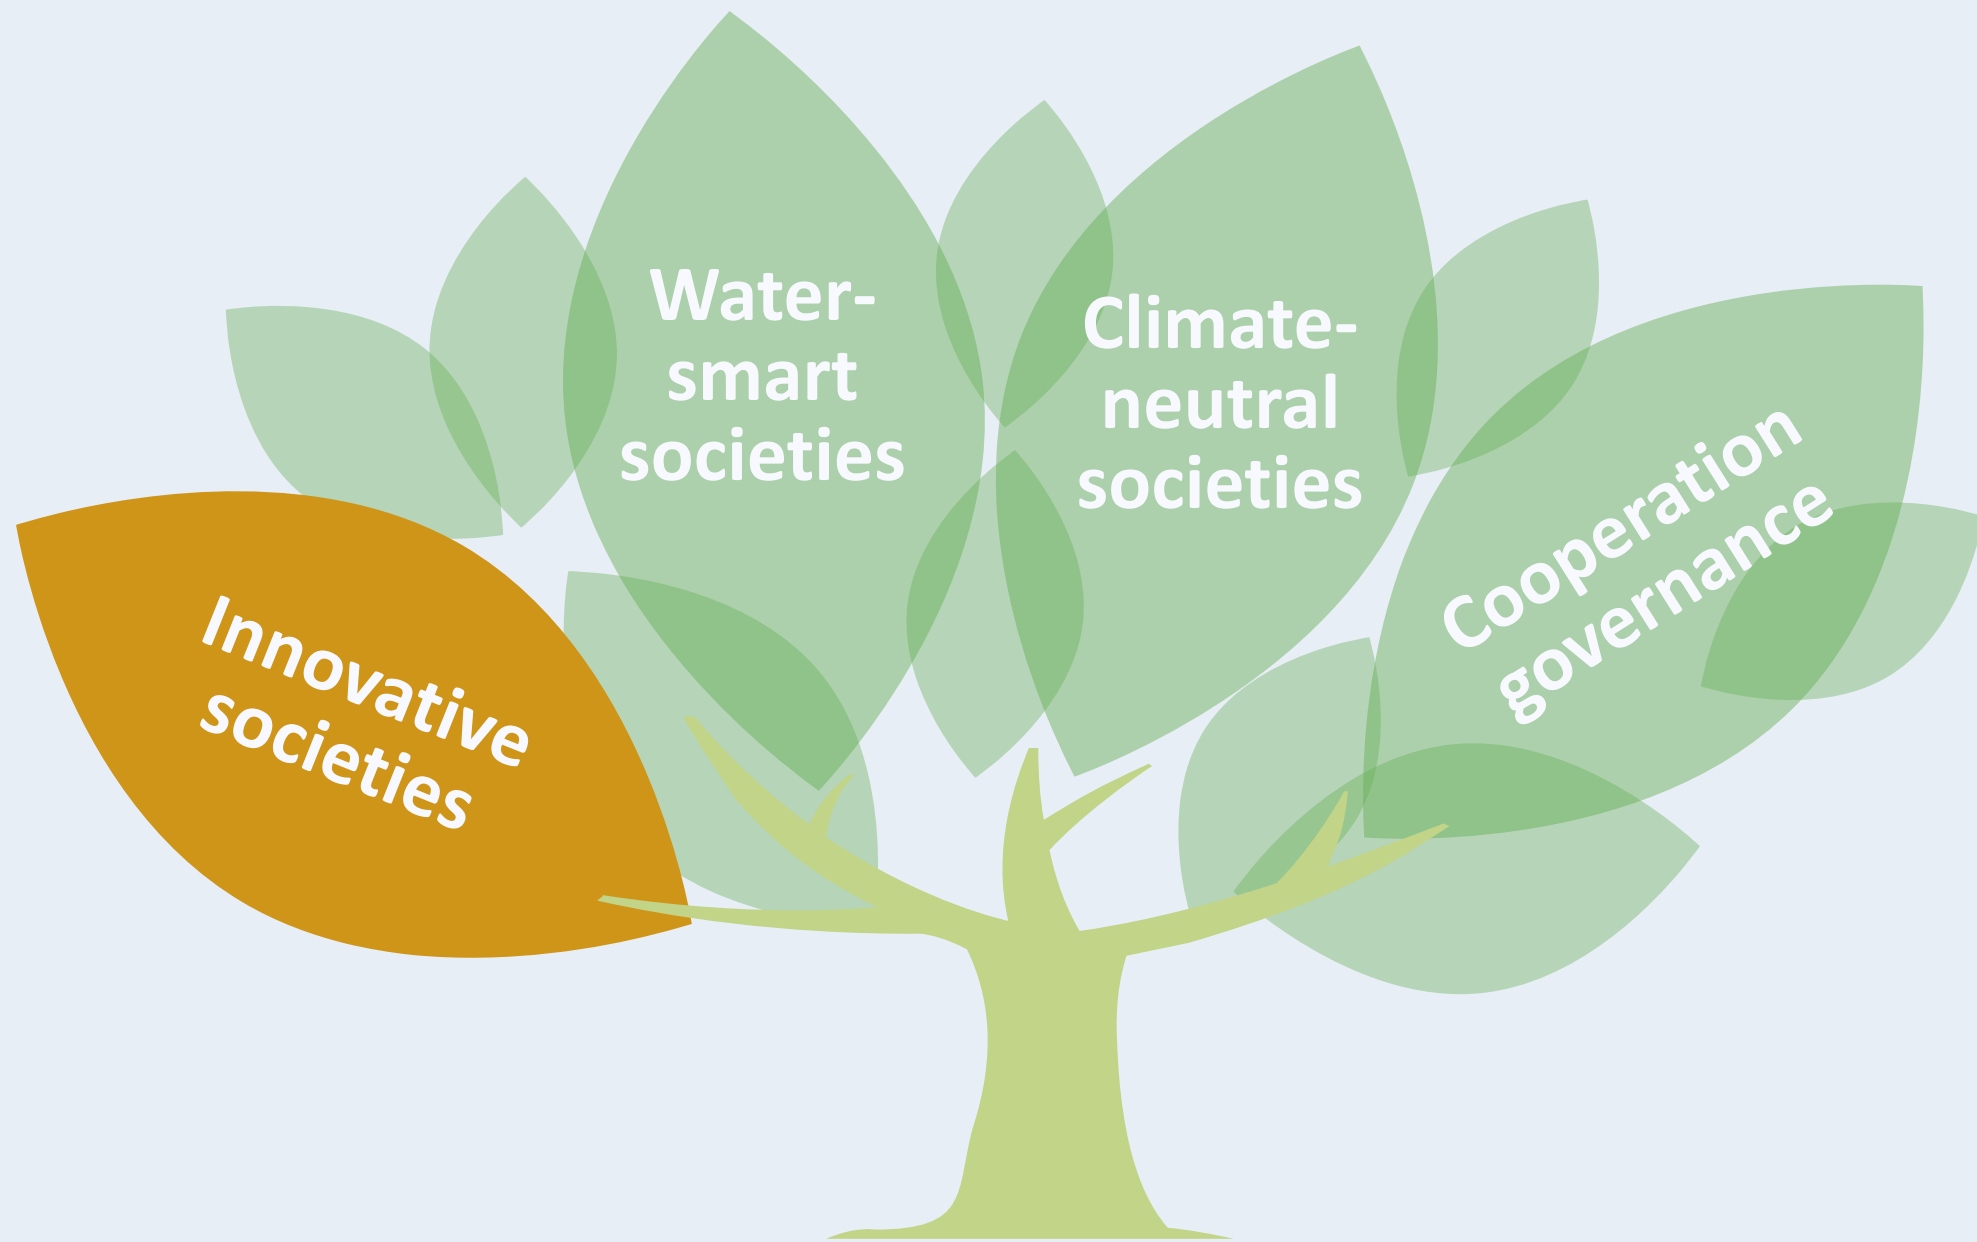 Innovative
societies
Water-
smart
societies
Climate-
neutral
societies
Cooperation
governance